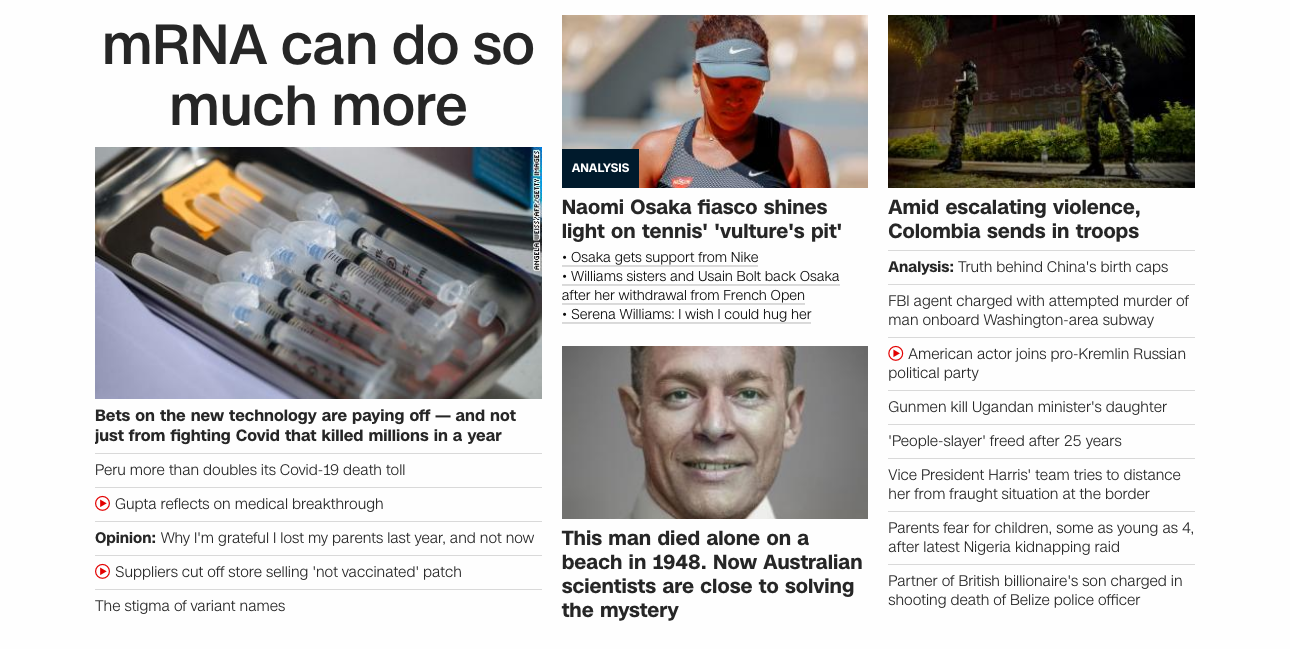 mRNA can do so
much more
ANGELA WEISS/AFP/GETTY IMAGES
Bets on the new technology are paying off — and not
just from fighting Covid that killed millions in a year
Peru more than doubles its Covid-19 death toll
Gupta reflects on medical breakthrough
Opinion: Why I'm grateful I lost my parents last year, and not now
Suppliers cut off store selling 'not vaccinated' patch
The stigma of variant names
ANALYSIS
Naomi Osaka fiasco shines
light on tennis' 'vulture's pit'
• Osaka gets support from Nike
• Williams sisters and Usain Bolt back Osaka
after her withdrawal from French Open
• Serena Williams: I wish I could hug her
This man died alone on a
beach in 1948. Now Australian
scientists are close to solving
the mystery
Amid escalating violence,
Colombia sends in troops
Analysis: Truth behind China's birth caps
FBI agent charged with attempted murder of
man onboard Washington-area subway
American actor joins pro-Kremlin Russian
political party
Gunmen kill Ugandan minister's daughter
'People-slayer' freed after 25 years
Vice President Harris' team tries to distance
her from fraught situation at the border
Parents fear for children, some as young as 4,
after latest Nigeria kidnapping raid
Partner of British billionaire's son charged in
shooting death of Belize police officer